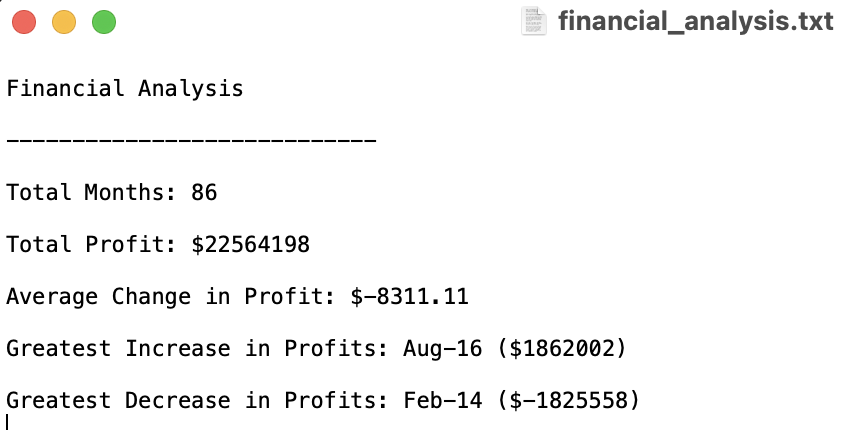 financial_analysis.txt
Financial Analysis
----------------------------
Total Months: 86
Total Profit: $22564198
Average Change in Profit: $-8311.11
Greatest Increase in Profits: Aug-16 ($1862002)
Greatest Decrease in Profits: Feb-14 ($-1825558)